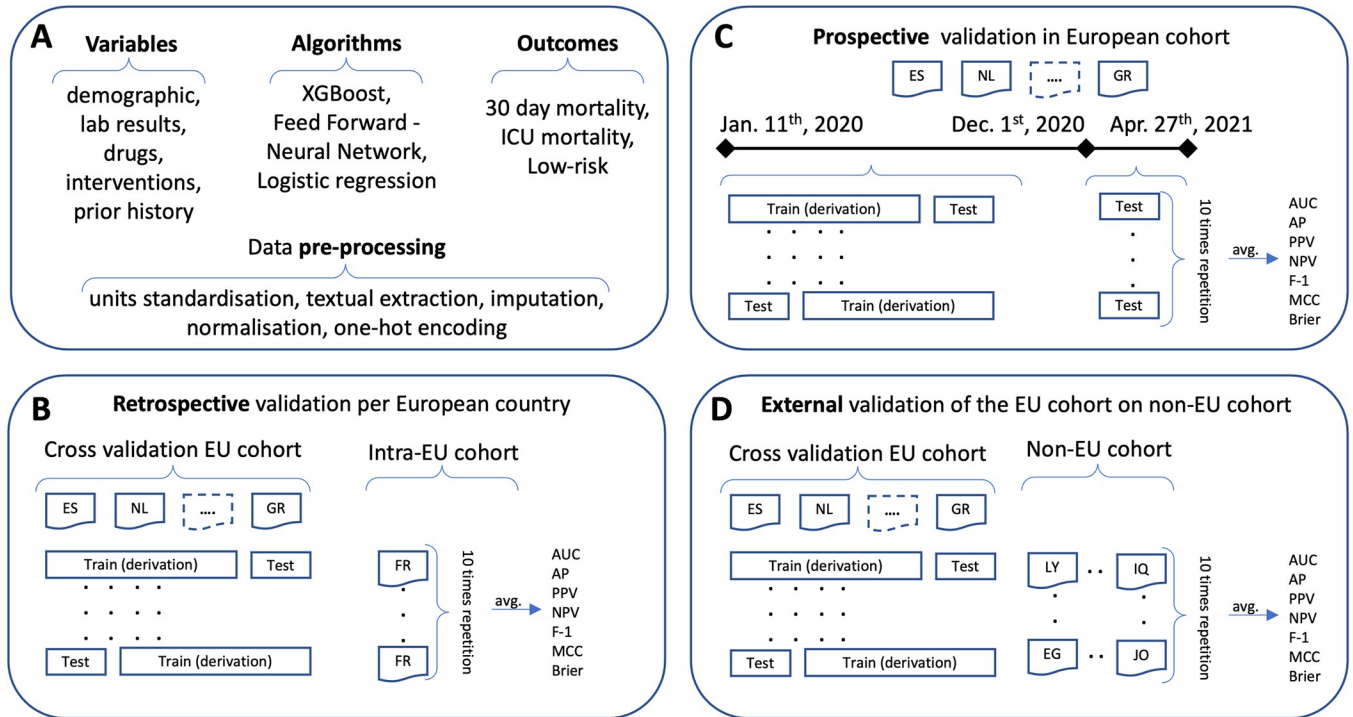 A
Variables
demographic,
lab results,
drugs,
interventions,
prior history
Algorithms
XGBoost,
Feed Forward -
Neural Network,
Logistic regression
Outcomes
30 day mortality,
ICU mortality,
Low-risk
Data pre-processing
units standardisation, textual extraction, imputation,
normalisation, one-hot encoding
B
Retrospective validation per European country
Cross validation EU cohort
ES NL .... GR
Train (derivation) Test
Test Train (derivation)
Intra-EU cohort
FR
FR
10 times repetition
avg.
AUC
AP
PPV
NPV
F-1
MCC
Brier
C
Prospective validation in European cohort
ES NL .... GR
Jan. 11th, 2020 Dec. 1st, 2020 Apr. 27th, 2021
Train (derivation) Test
Test Train (derivation)
Test
Test
10 times repetition
avg.
AUC
AP
PPV
NPV
F-1
MCC
Brier
D
External validation of the EU cohort on non-EU cohort
Cross validation EU cohort
ES NL .... GR
Train (derivation) Test
Test Train (derivation)
Non-EU cohort
LY .. IQ
EG .. JO
10 times repetition
avg.
AUC
AP
PPV
NPV
F-1
MCC
Brier